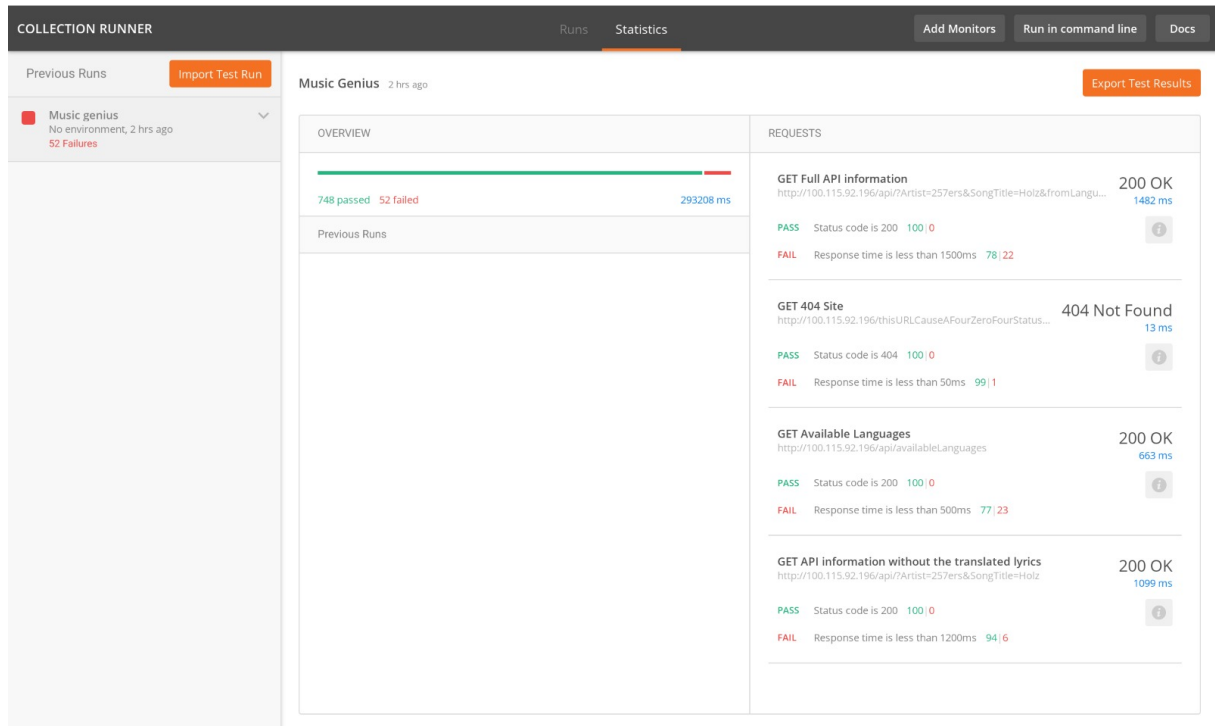 COLLECTION RUNNER
Runs Statistics
Add Monitors Run in command line Docs
Previous Runs Import Test Run
Music genius
No environment, 2 hrs ago
52 Failures
Music Genius 2 hrs ago
Export Test Results
OVERVIEW
748 passed 52 failed 293208 ms
Previous Runs
REQUESTS
GET Full API information
http://100.115.92.196/api/?Artist=257ers&SongTitle=Holz&fromLangu...
200 OK
1482 ms
PASS Status code is 200 100|0
FAIL Response time is less than 1500ms 78|22
GET 404 Site
http://100.115.92.196/thisURLCauseAFourZeroFourStatus...
404 Not Found
13 ms
PASS Status code is 404 100|0
FAIL Response time is less than 50ms 99|1
GET Available Languages
http://100.115.92.196/api/availableLanguages
200 OK
663 ms
PASS Status code is 200 100|0
FAIL Response time is less than 500ms 77|23
GET API information without the translated lyrics
http://100.115.92.196/api/?Artist=257ers&SongTitle=Holz
200 OK
1099 ms
PASS Status code is 200 100|0
FAIL Response time is less than 1200ms 94|6